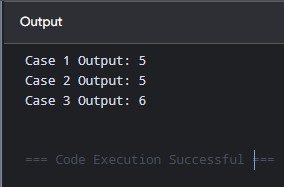 Output
Case 1 Output: 5
Case 2 Output: 5
Case 3 Output: 6
=== Code Execution Successful ===